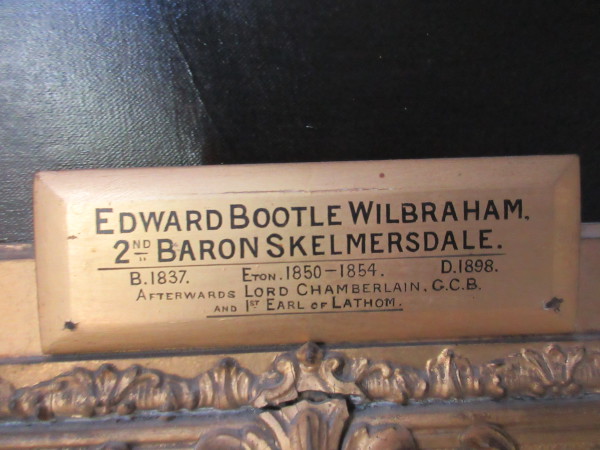 EDWARD BOOTLE WILBRAHAM,
2ND BARON SKELMERSDALE.
B.1837. ETON.1850-1854. D.1898.
AFTERWARDS LORD CHAMBERLAIN, G.C.B.
AND 1ST EARL OF LATHOM.